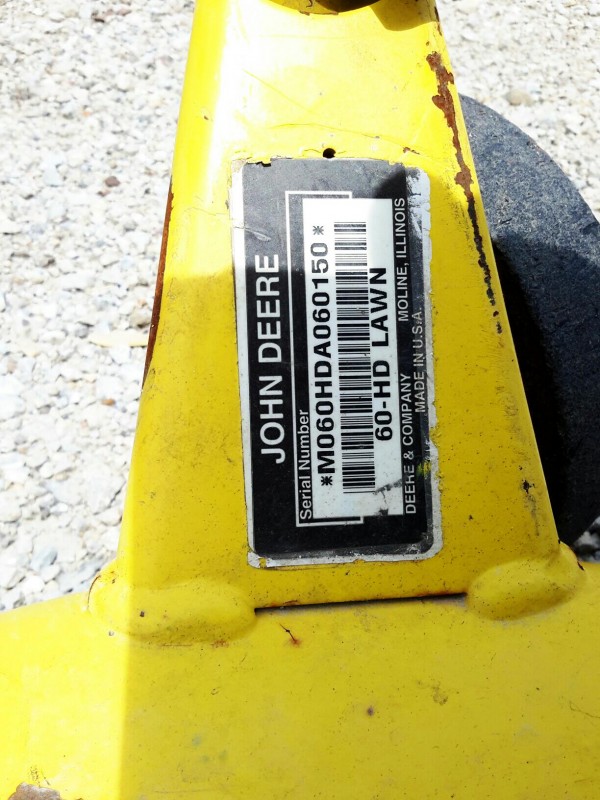 JOHN DEERE
Serial Number
*M060HDA060150*
60-HD LAWN
DEERE & COMPANY MOLINE, ILLINOIS
MADE IN U.S.A.